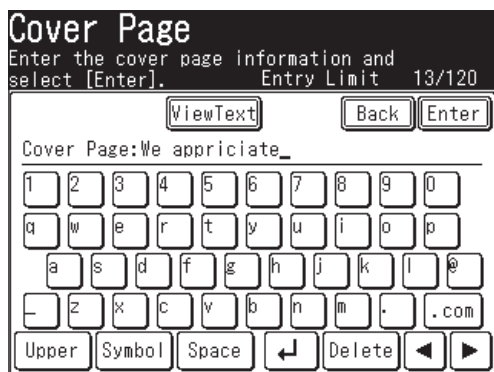 Cover Page
Enter the cover page information and
select [Enter]. Entry Limit 13/120
ViewText Back Enter
Cover Page:We appriciate_
1 2 3 4 5 6 7 8 9 0
q w e r t y u i o p
a s d f g h j k l @
_ z x c v b n m . .com
Upper Symbol Space ↵ Delete ◀ ▶